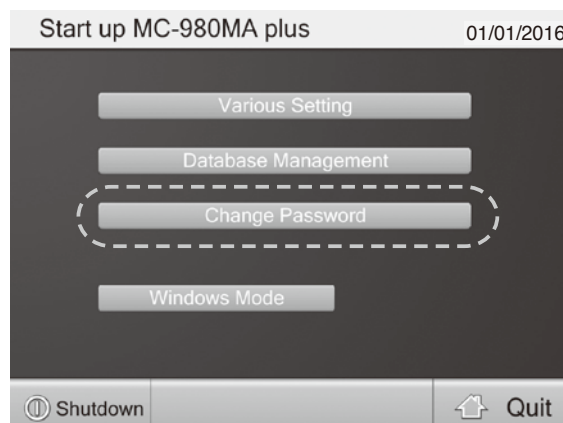 Start up MC-980MA plus
01/01/2016
Various Setting
Database Management
Change Password
Windows Mode
Shutdown
Quit